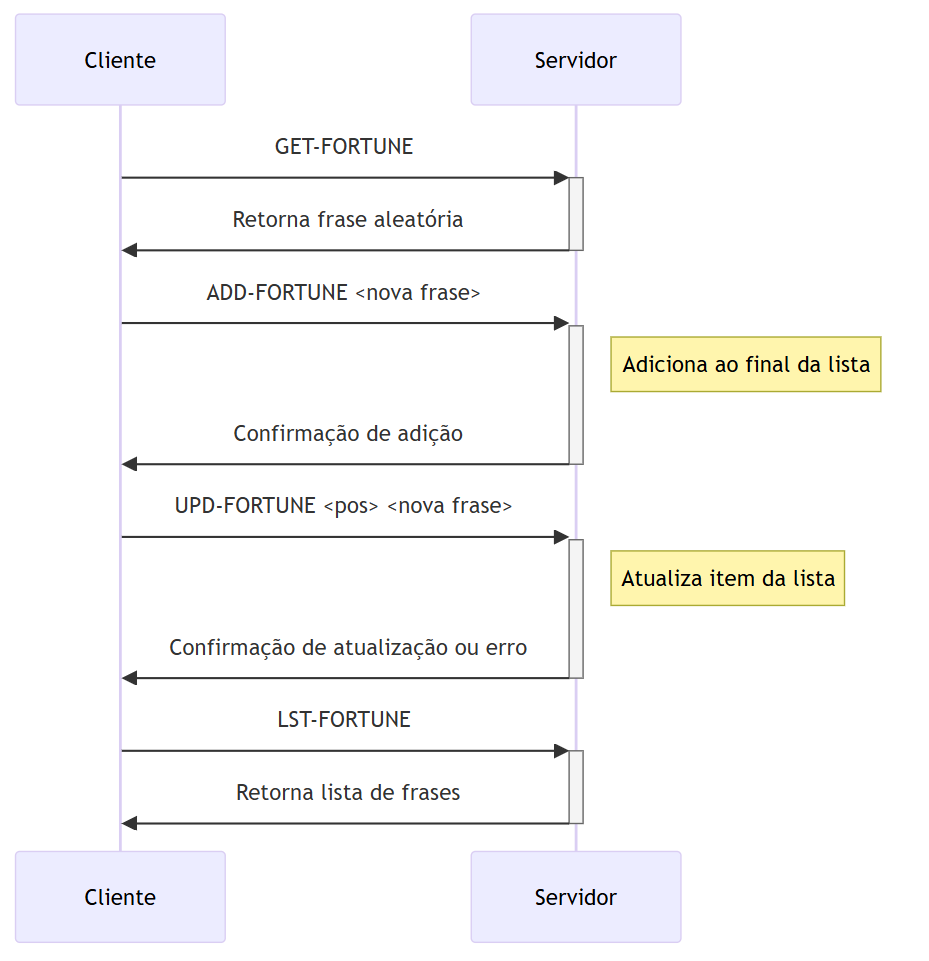 Cliente
Servidor
GET-FORTUNE
Retorna frase aleatória
ADD-FORTUNE <nova frase>
Adiciona ao final da lista
Confirmação de adição
UPD-FORTUNE <pos> <nova frase>
Atualiza item da lista
Confirmação de atualização ou erro
LST-FORTUNE
Retorna lista de frases
Cliente
Servidor